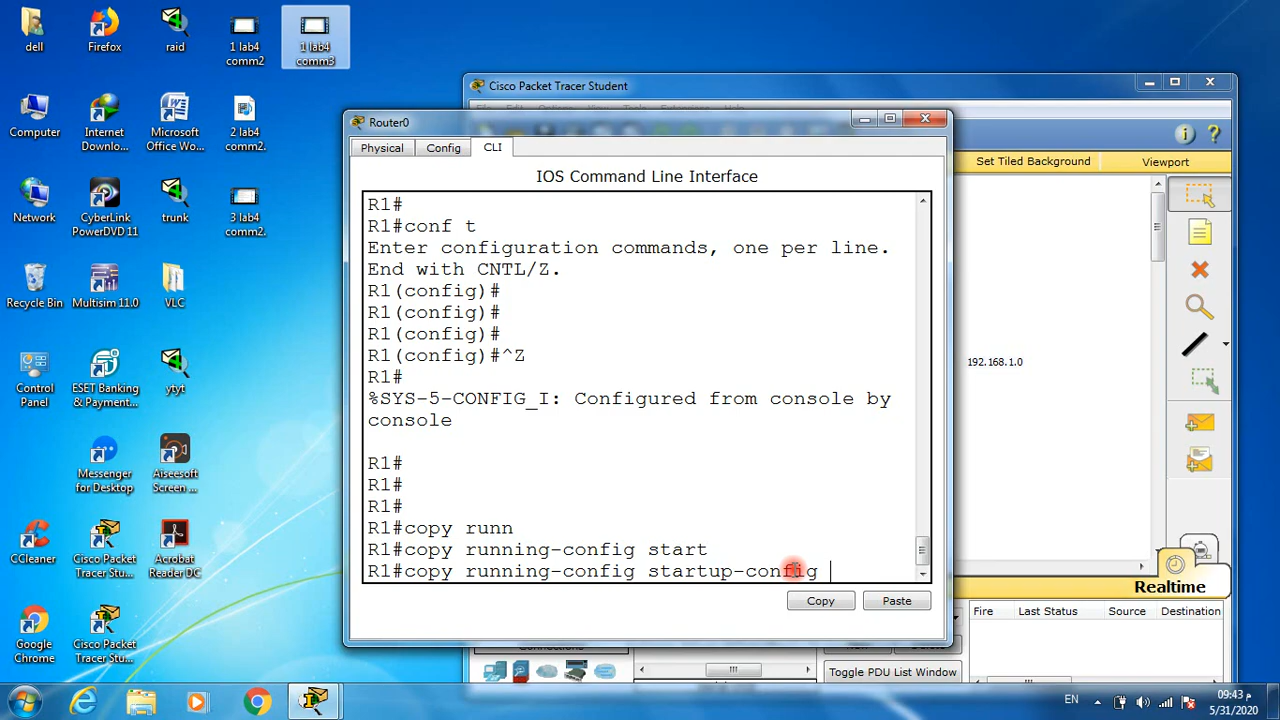 dell
Firefox
raid
1 lab4
comm2
1 lab4
comm3
Computer
Internet
Downlo...
Microsoft
Office Wo...
2 lab4
comm2.
Network
CyberLink
PowerDVD 11
trunk
3 lab4
comm2.
Recycle Bin
Multisim 11.0
VLC
Control
Panel
ESET Banking
& Payment...
ytyt
Messenger
for Desktop
Aiseesoft
Screen ...
CCleaner
Cisco Packet
Tracer Stu...
Acrobat
Reader DC
Google
Chrome
Cisco Packet
Tracer Stu...
Cisco Packet Tracer Student
Set Tiled Background
Viewport
192.168.1.0
Router0
Physical
Config
CLI
IOS Command Line Interface
R1#
R1#conf t
Enter configuration commands, one per line.
End with CNTL/Z.
R1(config)#
R1(config)#
R1(config)#
R1(config)#^Z
R1#
%SYS-5-CONFIG_I: Configured from console by
console
R1#
R1#
R1#
R1#copy runn
R1#copy running-config start
R1#copy running-config startup-config
Copy
Paste
Realtime
Fire
Last Status
Source
Destination
Toggle PDU List Window
EN
09:43 م
5/31/2020